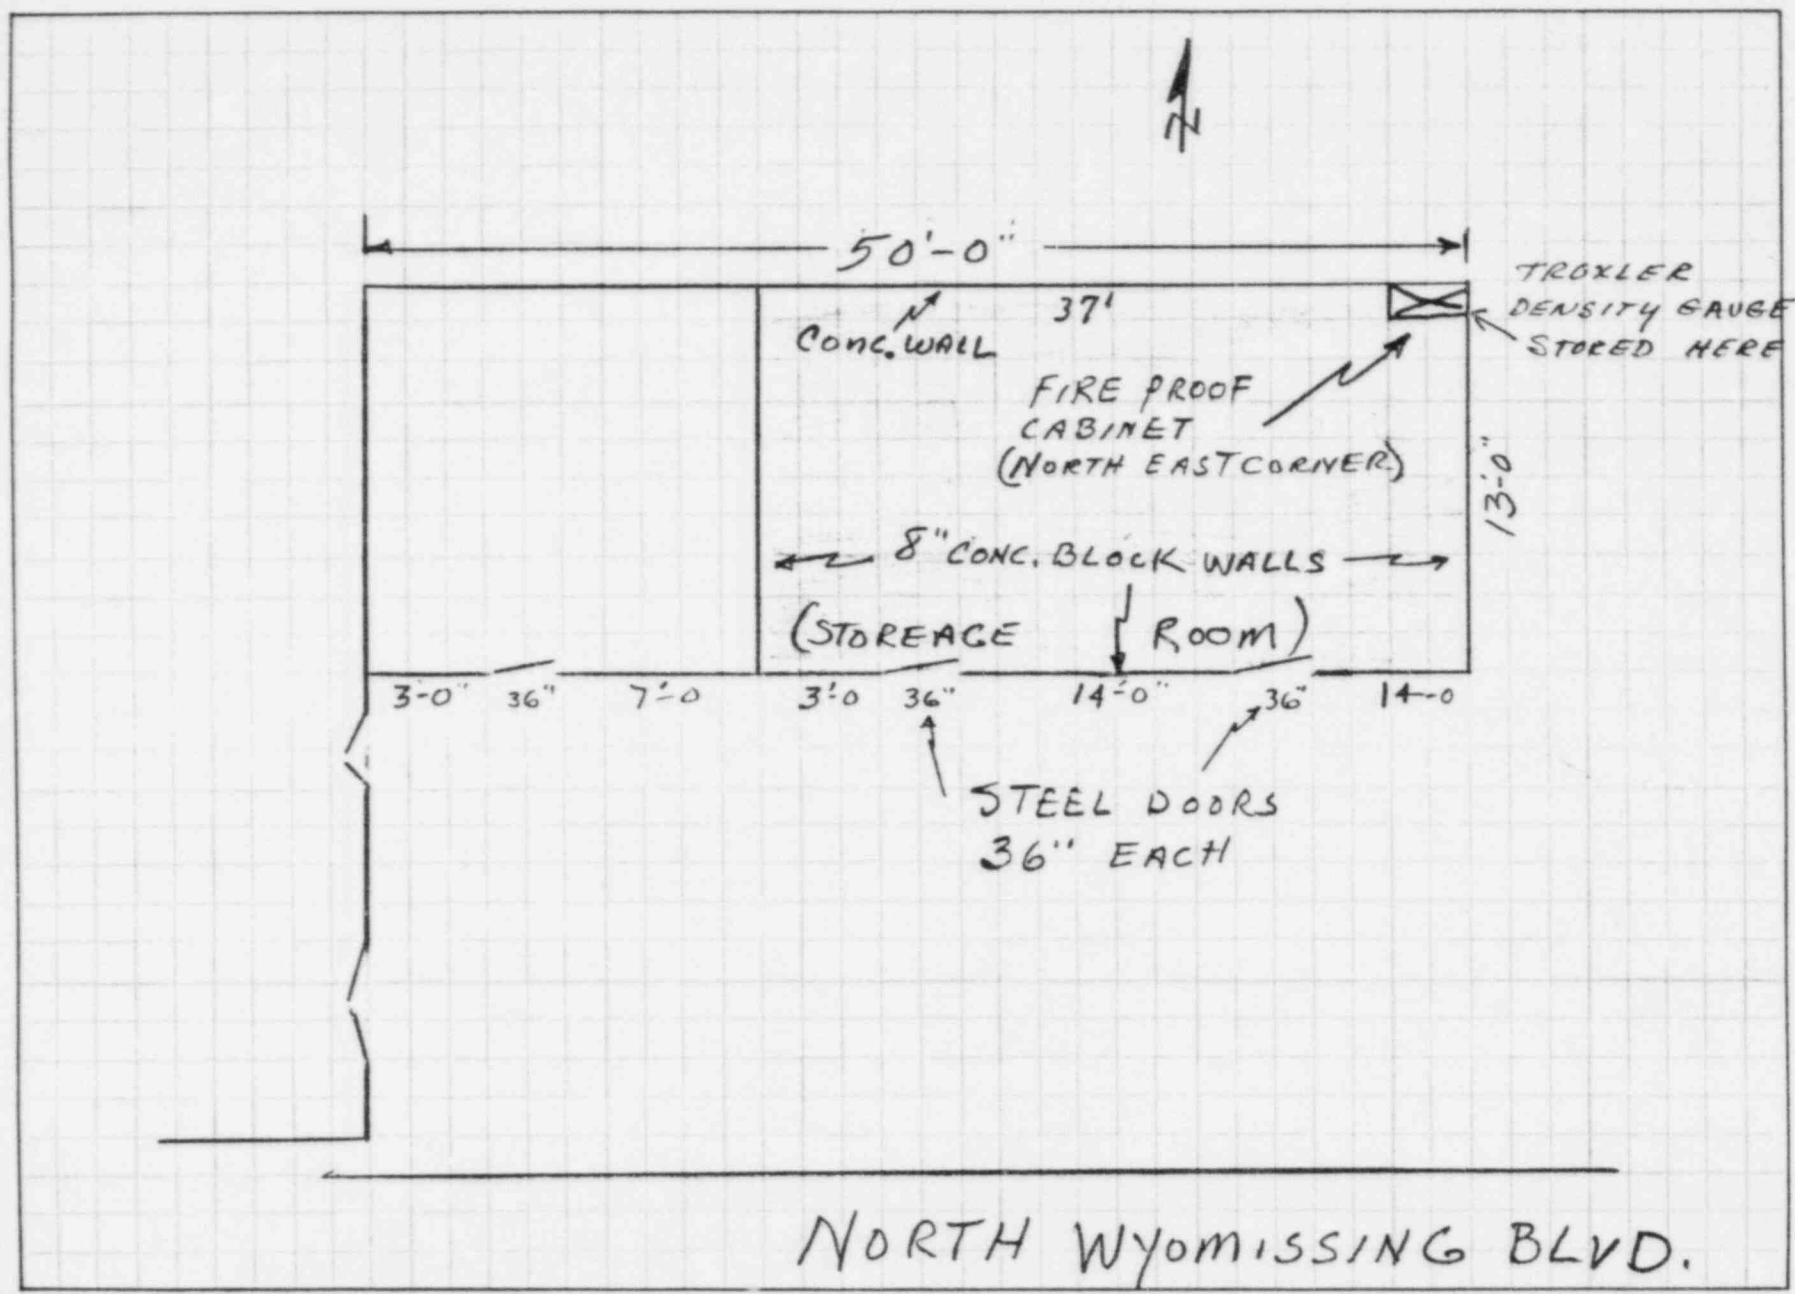 N
50'-0"
TROXLER
DENSITY GAUGE
STORED HERE
37'
CONC. WALL
FIRE PROOF
CABINET
(NORTH EAST CORNER)
13'-0"
8" CONC. BLOCK WALLS
(STOREAGE ROOM)
3'-0" 36" 7'-0 3'-0 36" 14'-0" 36" 14-0
STEEL DOORS
36" EACH
NORTH WYOMISSING BLVD.